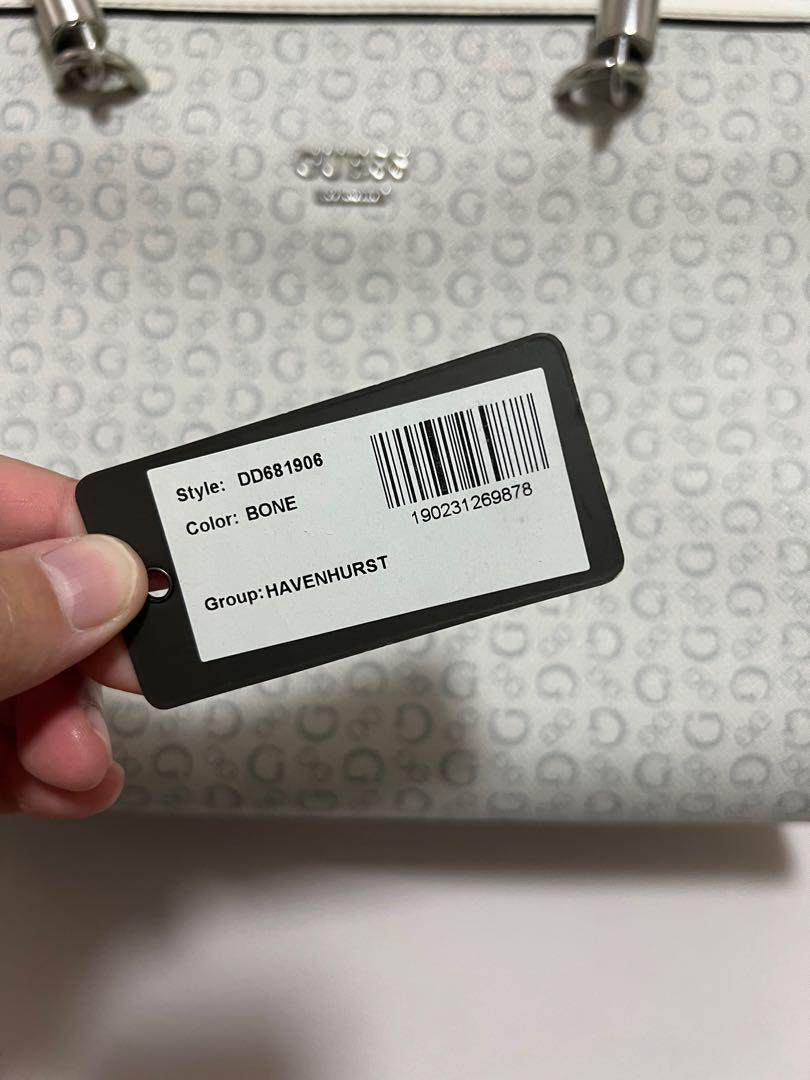 GUESS
Style: DD681906
Color: BONE
190231269878
Group:HAVENHURST